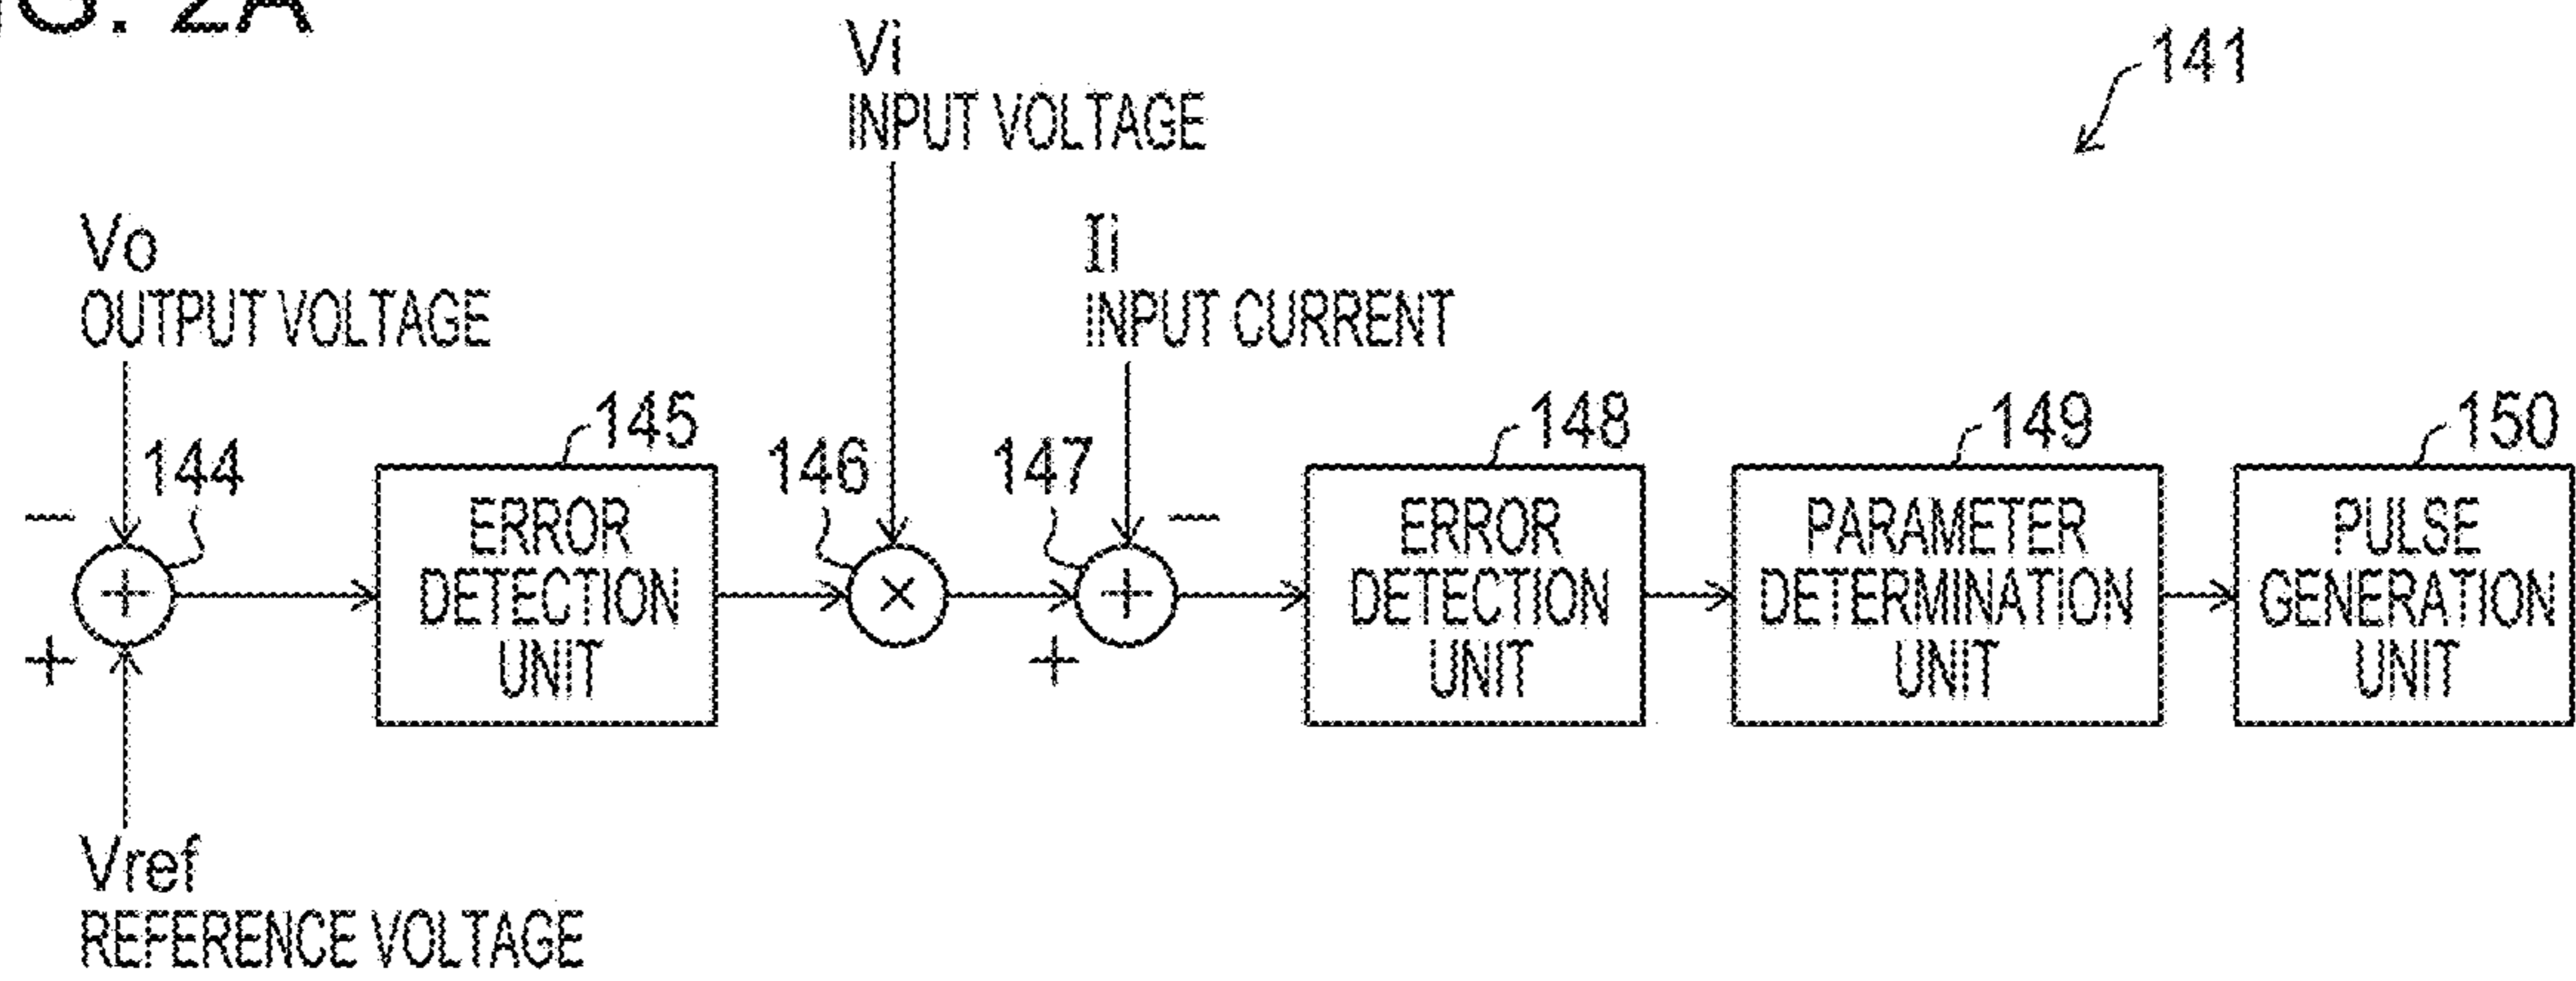 FIG. 2A
141
Vi
INPUT VOLTAGE
Vo
OUTPUT VOLTAGE
Ii
INPUT CURRENT
144
145
146
147
148
149
150
−
+
+
ERROR
DETECTION
UNIT
×
+
−
+
ERROR
DETECTION
UNIT
PARAMETER
DETERMINATION
UNIT
PULSE
GENERATION
UNIT
Vref
REFERENCE VOLTAGE